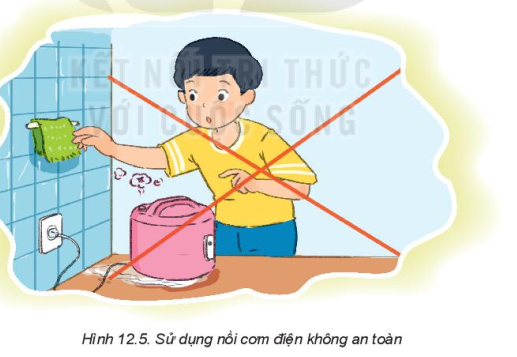 KẾT NỐI TRI THỨC
VỚI CUỘC SỐNG
Hình 12.5. Sử dụng nồi cơm điện không an toàn